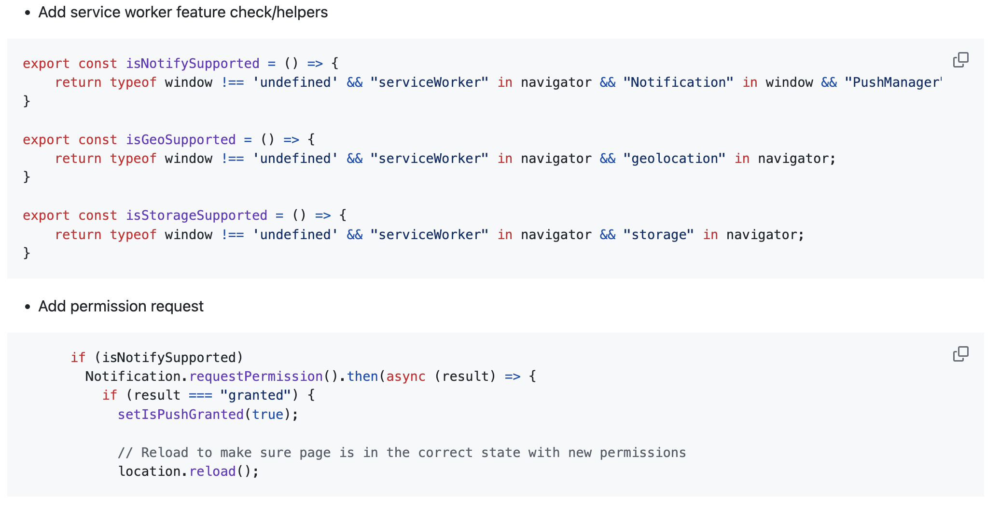 • Add service worker feature check/helpers
export const isNotifySupported = () => {
    return typeof window !== 'undefined' && "serviceWorker" in navigator && "Notification" in window && "PushManager"
}
export const isGeoSupported = () => {
    return typeof window !== 'undefined' && "serviceWorker" in navigator && "geolocation" in navigator;
}
export const isStorageSupported = () => {
    return typeof window !== 'undefined' && "serviceWorker" in navigator && "storage" in navigator;
}
• Add permission request
      if (isNotifySupported)
        Notification.requestPermission().then(async (result) => {
          if (result === "granted") {
            setIsPushGranted(true);
            // Reload to make sure page is in the correct state with new permissions
            location.reload();